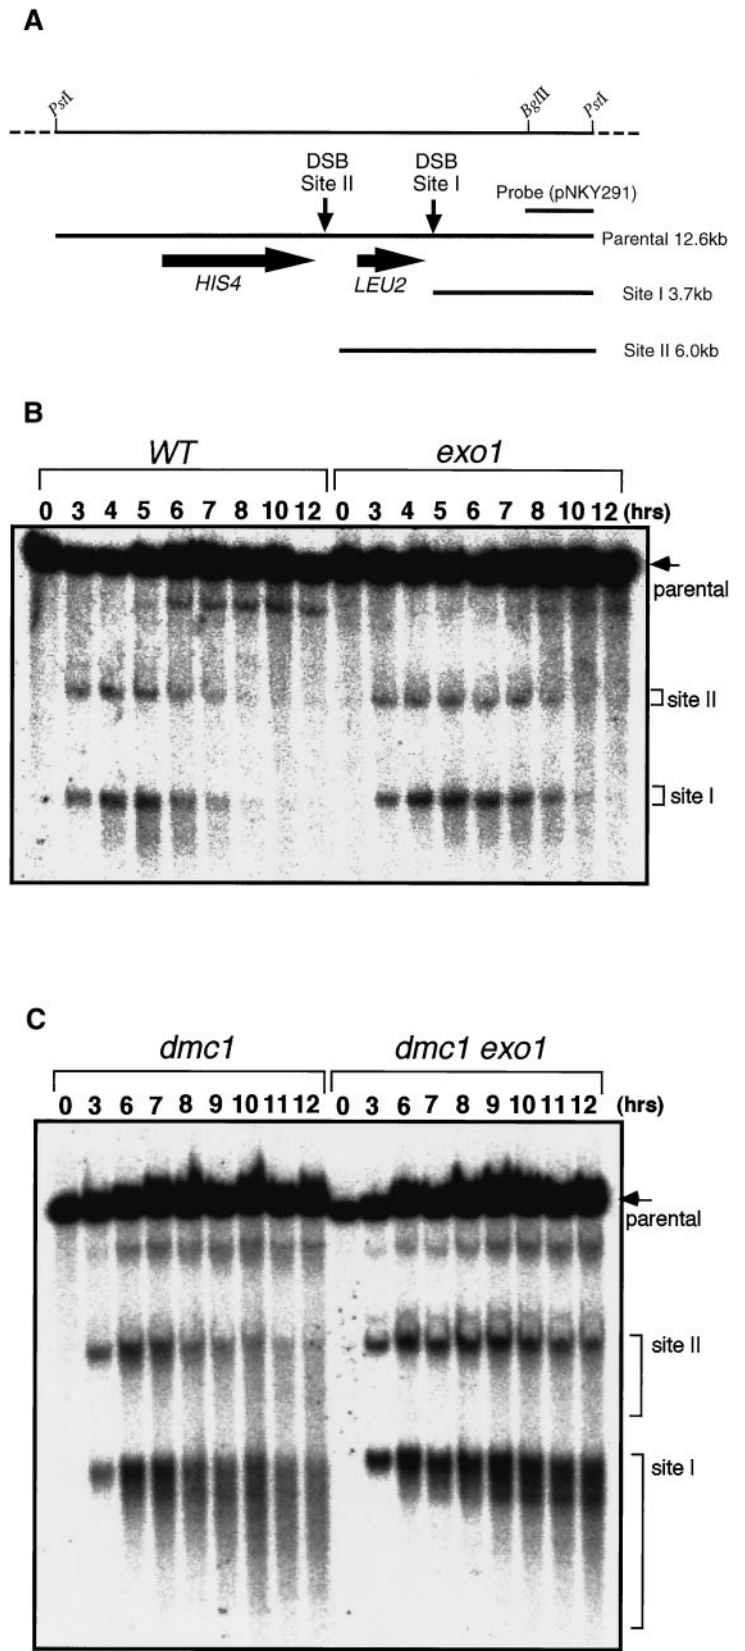 A
PstI
BglII
PstI
DSB
Site II
DSB
Site I
Probe (pNKY291)
Parental 12.6kb
HIS4
LEU2
Site I 3.7kb
Site II 6.0kb
B
WT
exo1
0 3 4 5 6 7 8 10 12 0 3 4 5 6 7 8 10 12 (hrs)
parental
site II
site I
C
dmc1
dmc1 exo1
0 3 6 7 8 9 10 11 12 0 3 6 7 8 9 10 11 12 (hrs)
parental
site II
site I